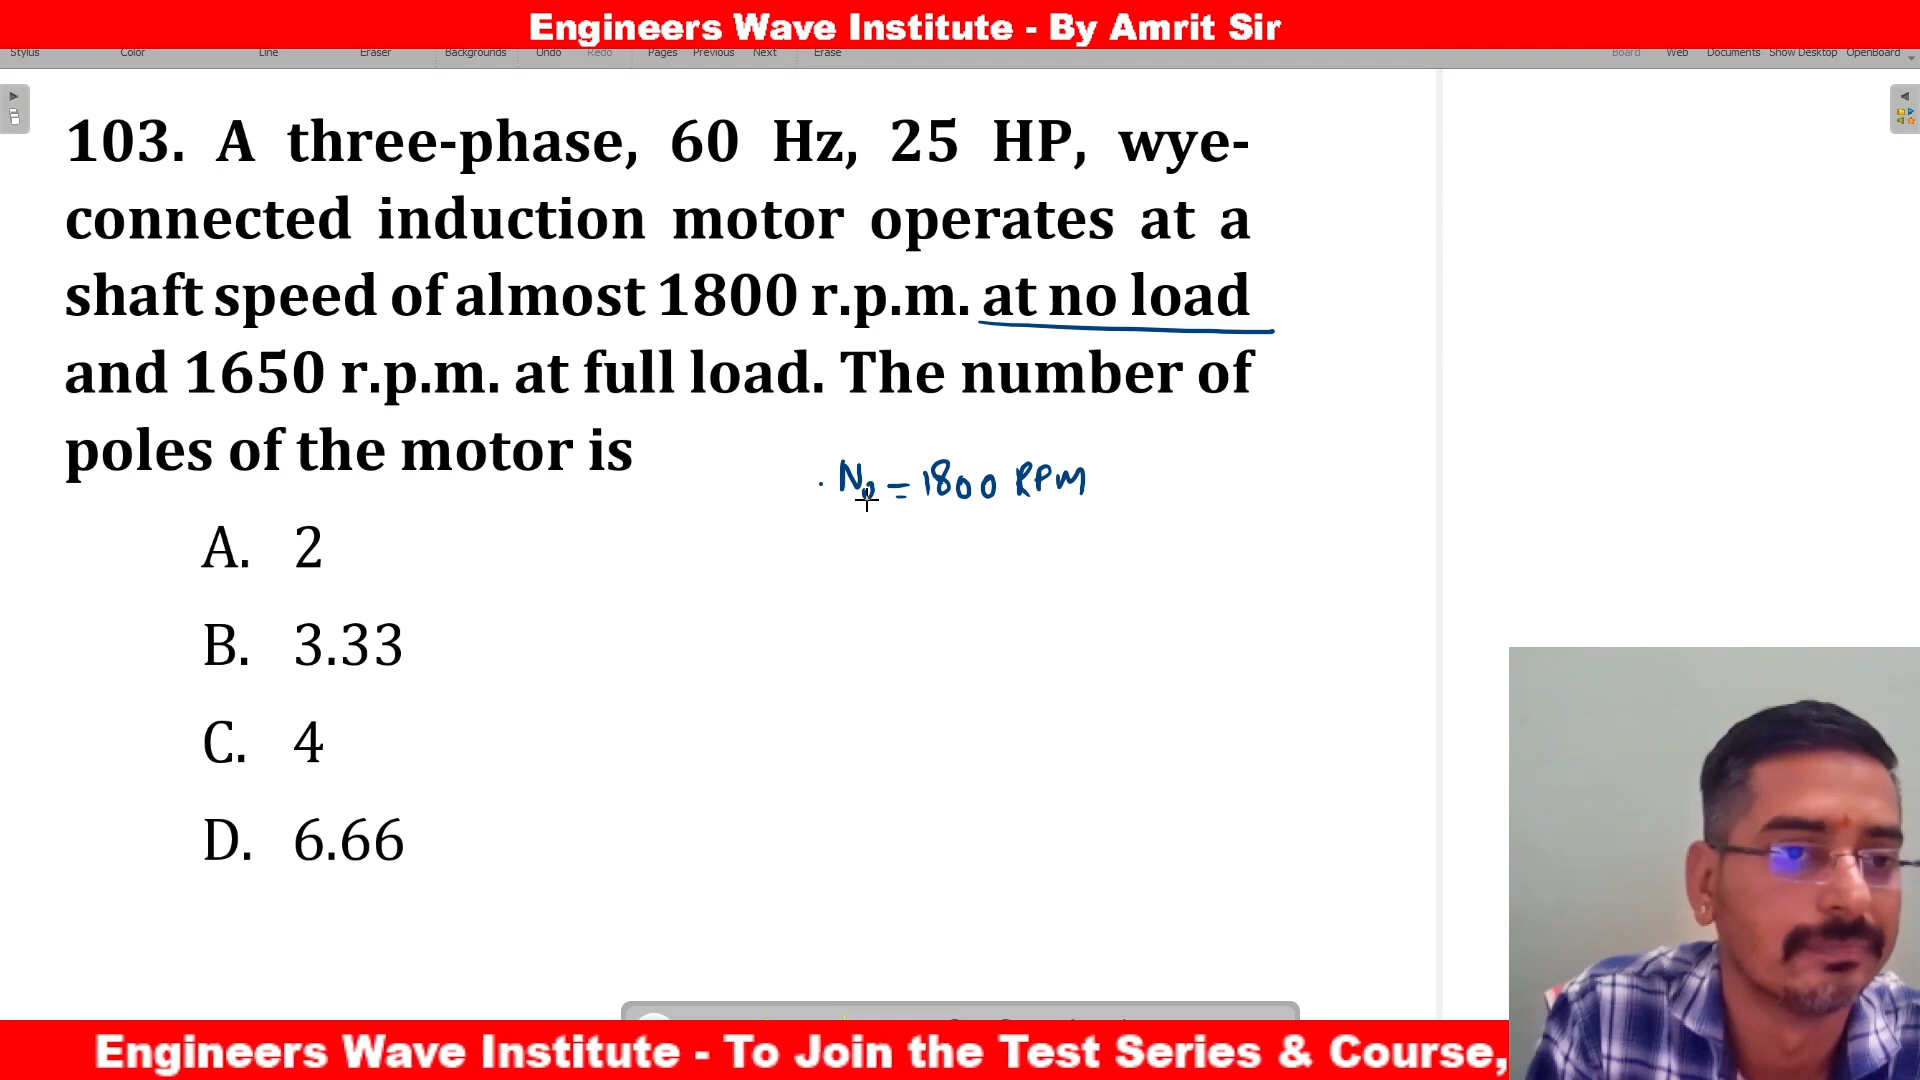 Engineers Wave Institute - By Amrit Sir
Stylus Color Line Eraser Backgrounds Undo Redo Pages Previous Next Erase Board Web Documents Show Desktop OpenBoard
103. A three-phase, 60 Hz, 25 HP, wye-
connected induction motor operates at a
shaft speed of almost 1800 r.p.m. at no load
and 1650 r.p.m. at full load. The number of
poles of the motor is
N₀ = 1800 RPM
A. 2
B. 3.33
C. 4
D. 6.66
Engineers Wave Institute - To Join the Test Series & Course,